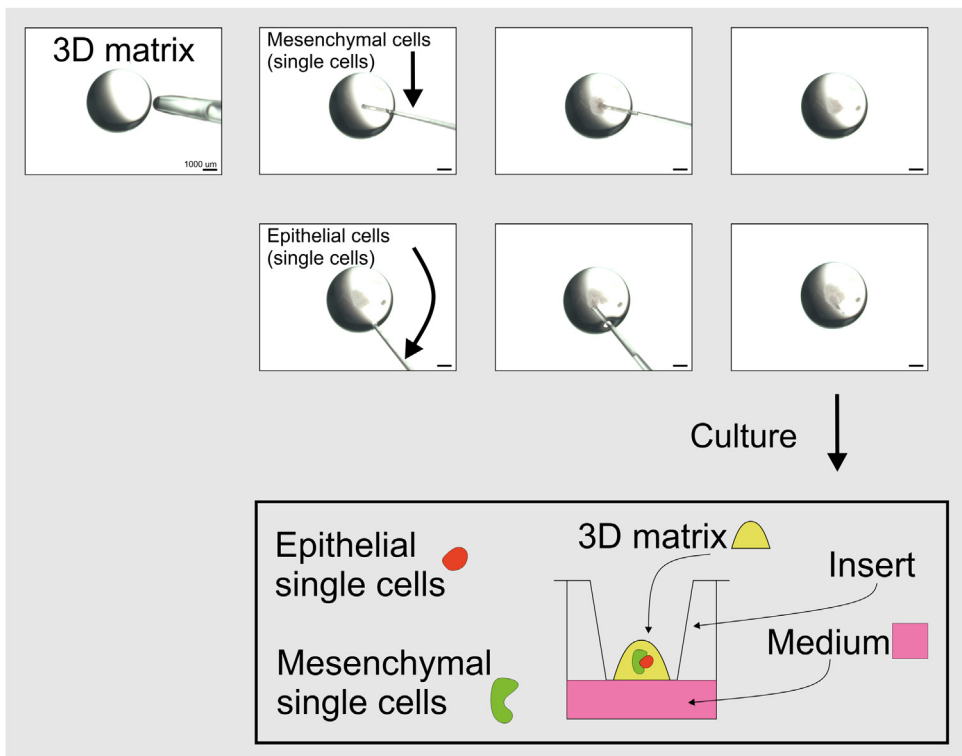 3D matrix
1000 um
Mesenchymal cells
(single cells)
Epithelial cells
(single cells)
Culture
Epithelial
single cells
Mesenchymal
single cells
3D matrix
Insert
Medium